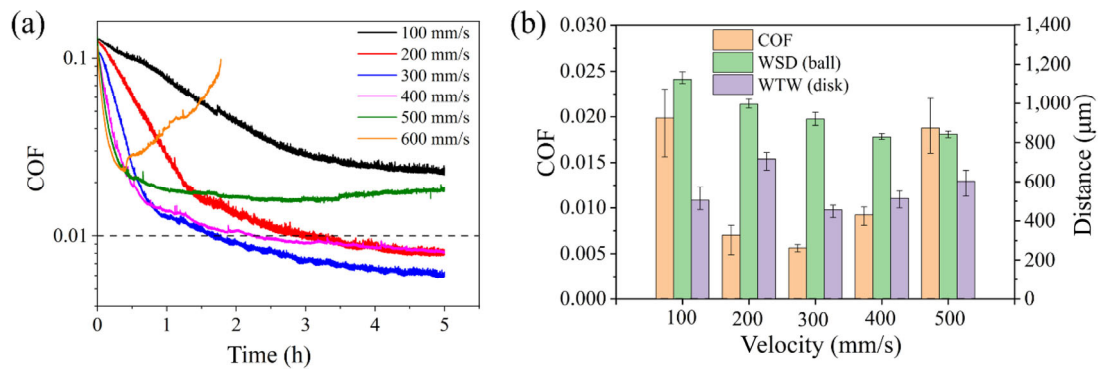 (a)
100 mm/s
200 mm/s
300 mm/s
400 mm/s
500 mm/s
600 mm/s
0.1
0.01
COF
0 1 2 3 4 5
Time (h)
(b)
COF
WSD (ball)
WTW (disk)
0.030
0.025
0.020
0.015
0.010
0.005
0.000
COF
1,400
1,200
1,000
800
600
400
200
0
Distance (μm)
100 200 300 400 500
Velocity (mm/s)